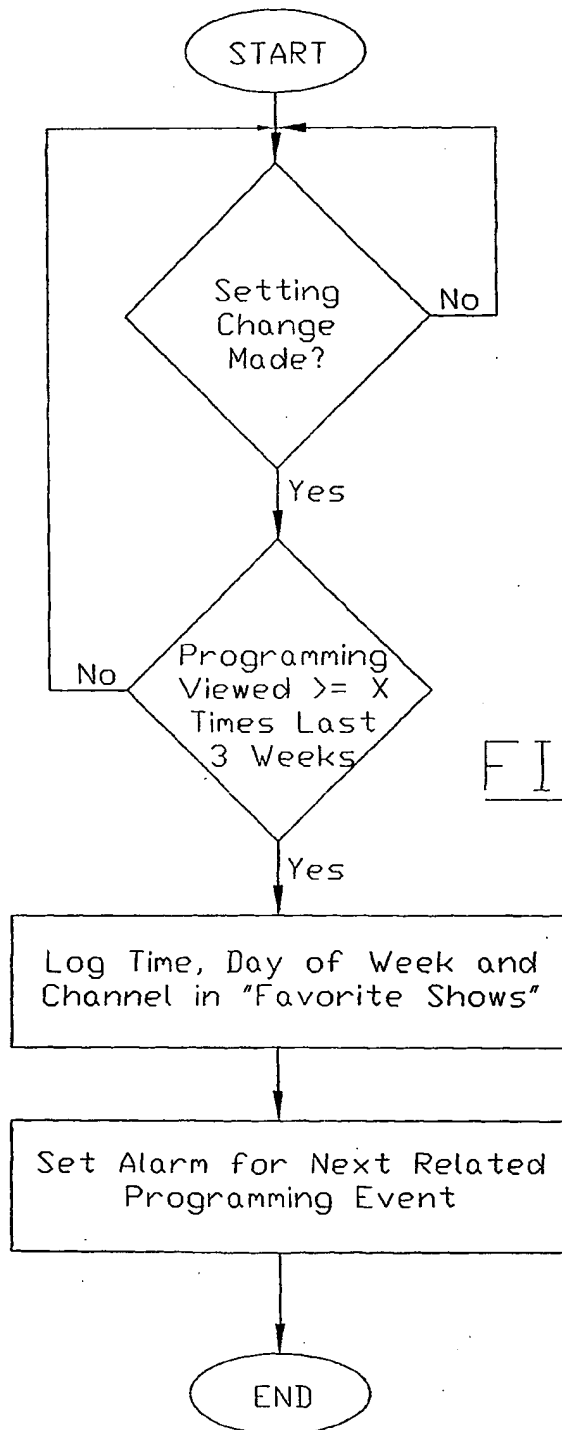 START
Setting
Change
Made?
No
Yes
Programming
Viewed >= X
Times Last
3 Weeks
No
FI
Yes
Log Time, Day of Week and
Channel in "Favorite Shows"
Set Alarm for Next Related
Programming Event
END